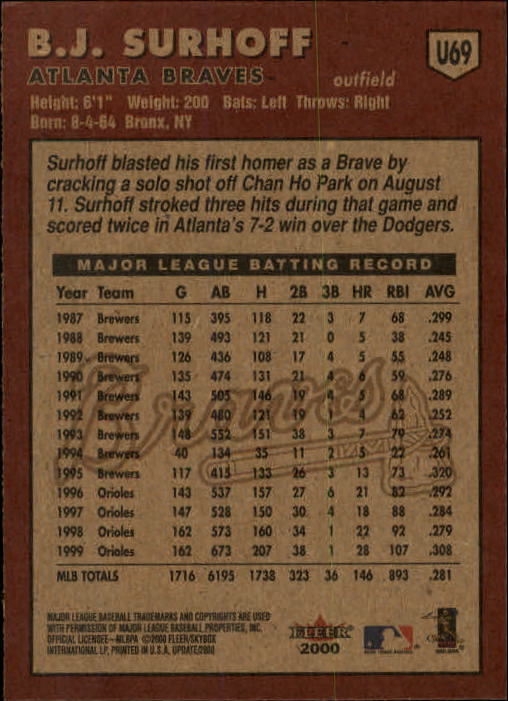 B.J. SURHOFF
U69
ATLANTA BRAVES
outfield
Height: 6'1" Weight: 200 Bats: Left Throws: Right
Born: 8-4-64 Bronx, NY
Surhoff blasted his first homer as a Brave by
cracking a solo shot off Chan Ho Park on August
11. Surhoff stroked three hits during that game and
scored twice in Atlanta's 7-2 win over the Dodgers.
MAJOR LEAGUE BATTING RECORD
Year Team G AB H 2B 3B HR RBI AVG
1987 Brewers 115 395 118 22 3 7 68 .299
1988 Brewers 139 493 121 21 0 5 38 .245
1989 Brewers 126 436 108 17 4 5 55 .248
1990 Brewers 135 474 131 21 4 6 59 .276
1991 Brewers 143 505 146 19 4 5 68 .289
1992 Brewers 139 480 121 19 1 4 62 .252
1993 Brewers 148 552 151 38 3 7 79 .274
1994 Brewers 40 134 35 11 2 5 22 .261
1995 Brewers 117 415 133 26 3 13 73 .320
1996 Orioles 143 537 157 27 6 21 82 .292
1997 Orioles 147 528 150 30 4 18 88 .284
1998 Orioles 162 573 160 34 1 22 92 .279
1999 Orioles 162 673 207 38 1 28 107 .308
MLB TOTALS 1716 6195 1738 323 36 146 893 .281
Braves
MAJOR LEAGUE BASEBALL TRADEMARKS AND COPYRIGHTS ARE USED
WITH PERMISSION OF MAJOR LEAGUE BASEBALL PROPERTIES, INC.
OFFICIAL LICENSEE-MLBPA ©2000 FLEER/SKYBOX
INTERNATIONAL LP, PRINTED IN U.S.A. UPDATE/2000
FLEER
2000